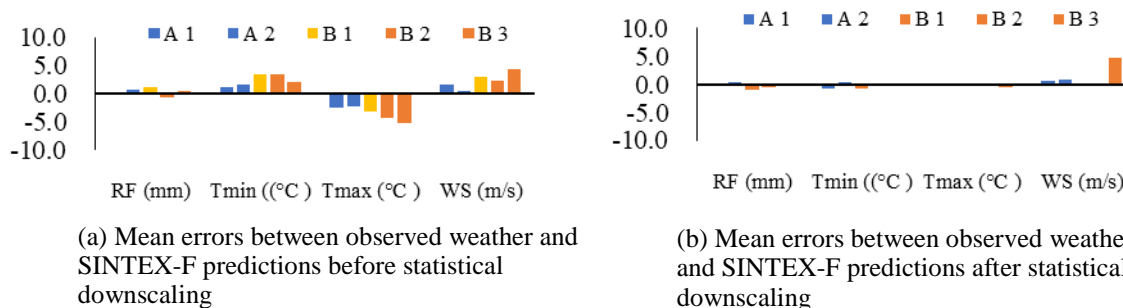 10.0 A 1 A 2 B 1 B 2 B 3
5.0
0.0
-5.0
-10.0
RF (mm) Tmin ((°C ) Tmax (°C ) WS (m/s)
(a) Mean errors between observed weather and
SINTEX-F predictions before statistical
downscaling
10.0 A 1 A 2 B 1 B 2 B 3
5.0
0.0
-5.0
-10.0
RF (mm) Tmin ((°C ) Tmax (°C ) WS (m/s)
(b) Mean errors between observed weathe
and SINTEX-F predictions after statistical
downscaling